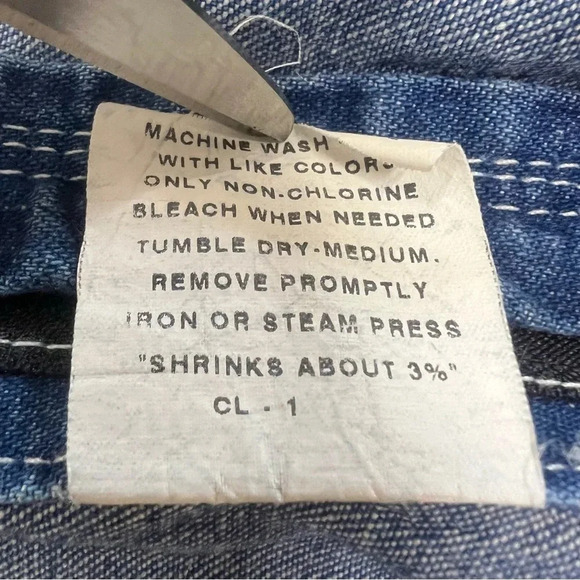 MACHINE WASH
WITH LIKE COLORS
ONLY NON-CHLORINE
BLEACH WHEN NEEDED
TUMBLE DRY-MEDIUM.
REMOVE PROMPTLY
IRON OR STEAM PRESS
"SHRINKS ABOUT 3%"
CL - 1